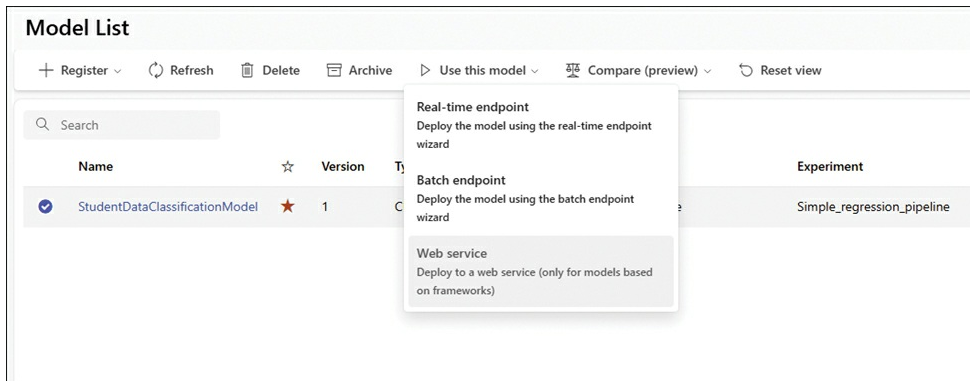 Model List
Register Refresh Delete Archive Use this model Compare (preview) Reset view
Real-time endpoint
Deploy the model using the real-time endpoint
wizard
Search
Name Version Experiment
Batch endpoint
Deploy the model using the batch endpoint
wizard
StudentDataClassificationModel 1 Simple_regression_pipeline
Web service
Deploy to a web service (only for models based
on frameworks)